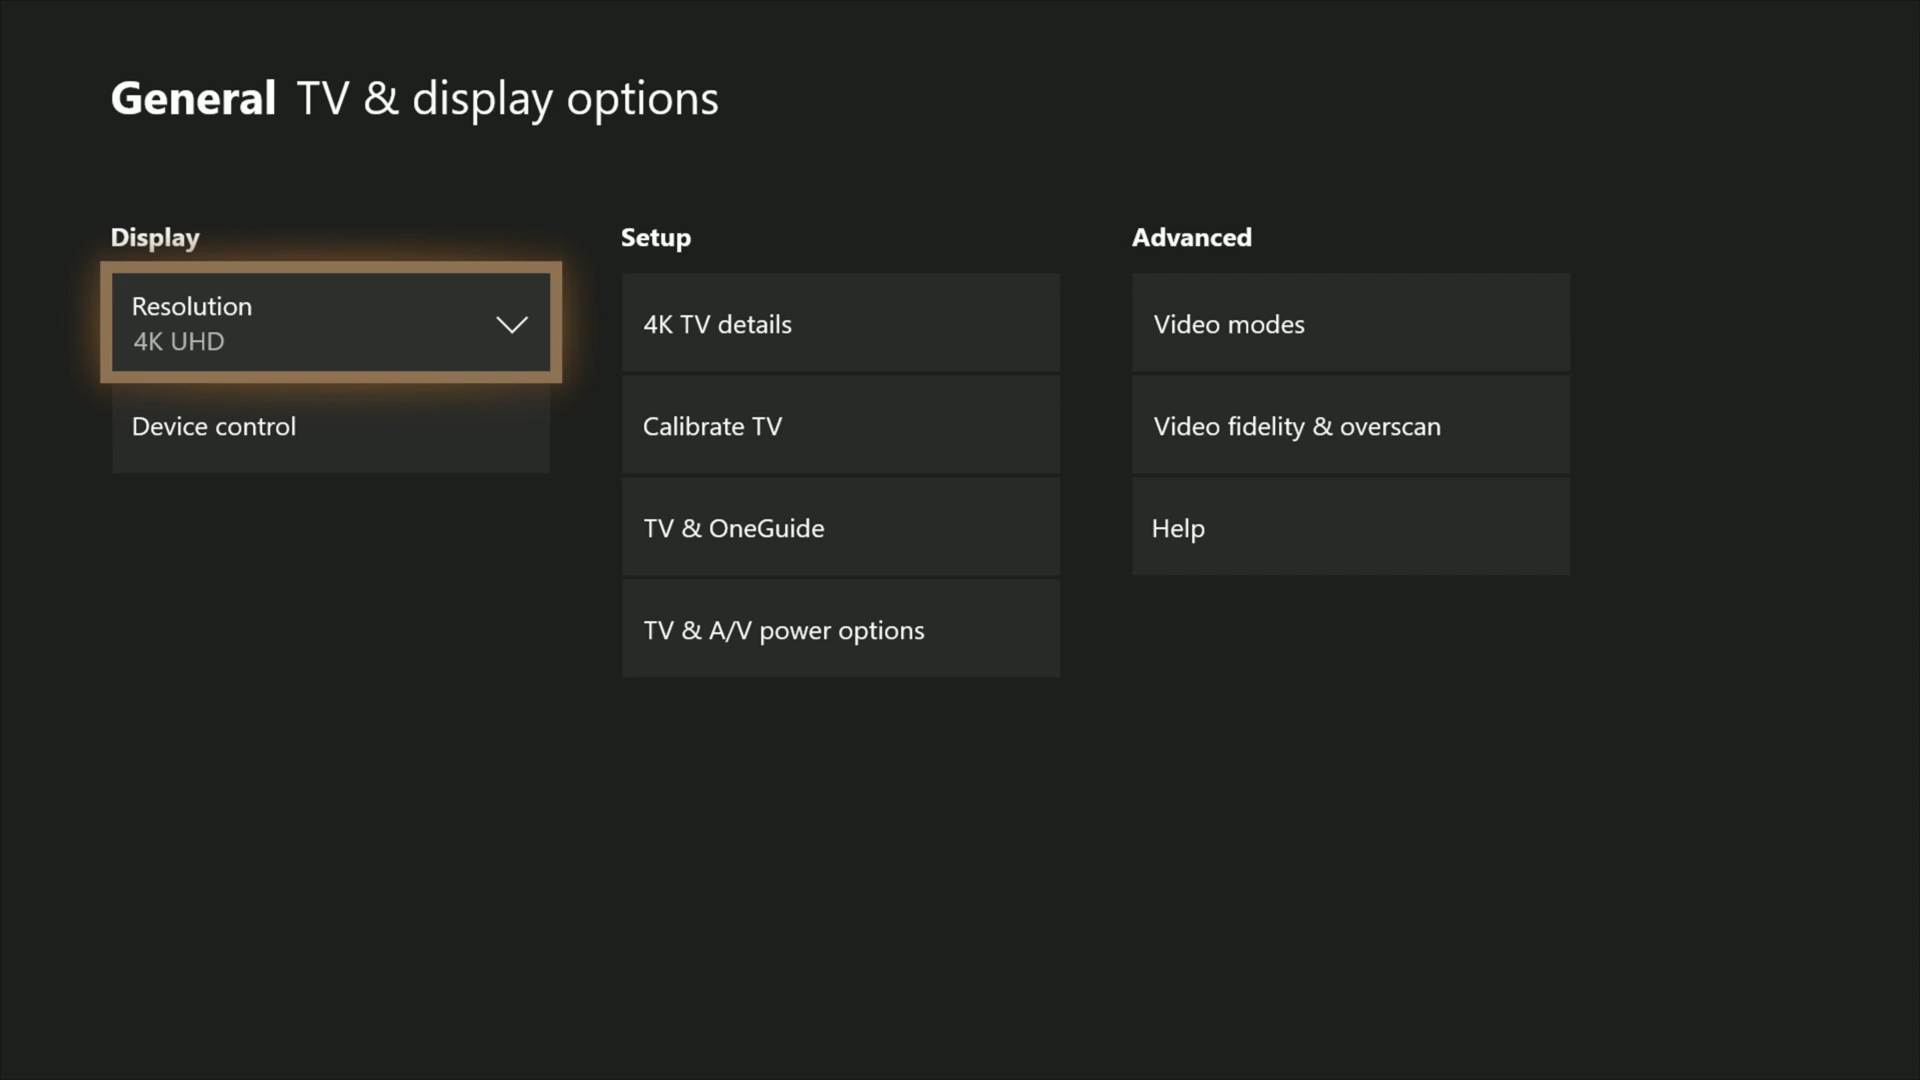 General TV & display options
Display
Resolution
4K UHD
Device control
Setup
4K TV details
Calibrate TV
TV & OneGuide
TV & A/V power options
Advanced
Video modes
Video fidelity & overscan
Help